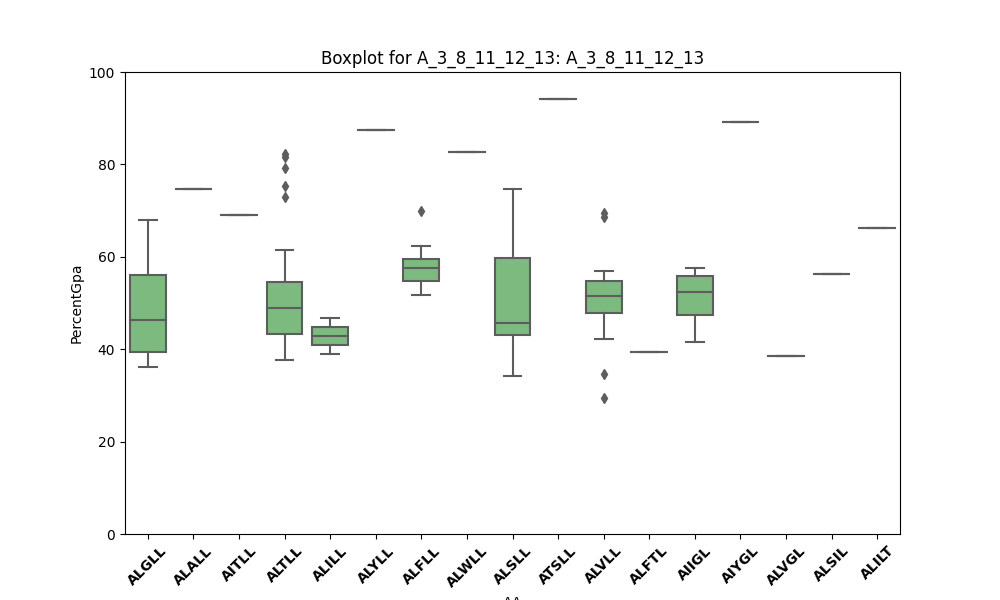 Boxplot for A_3_8_11_12_13: A_3_8_11_12_13
100
80
60
40
20
0
PercentGpa
ALGLL ALALL AITLL ALTLL ALILL ALYLL ALFLL ALWLL ALSLL ATSLL ALVLL ALFTL AIIGL AIYGL ALVGL ALSIL ALILT